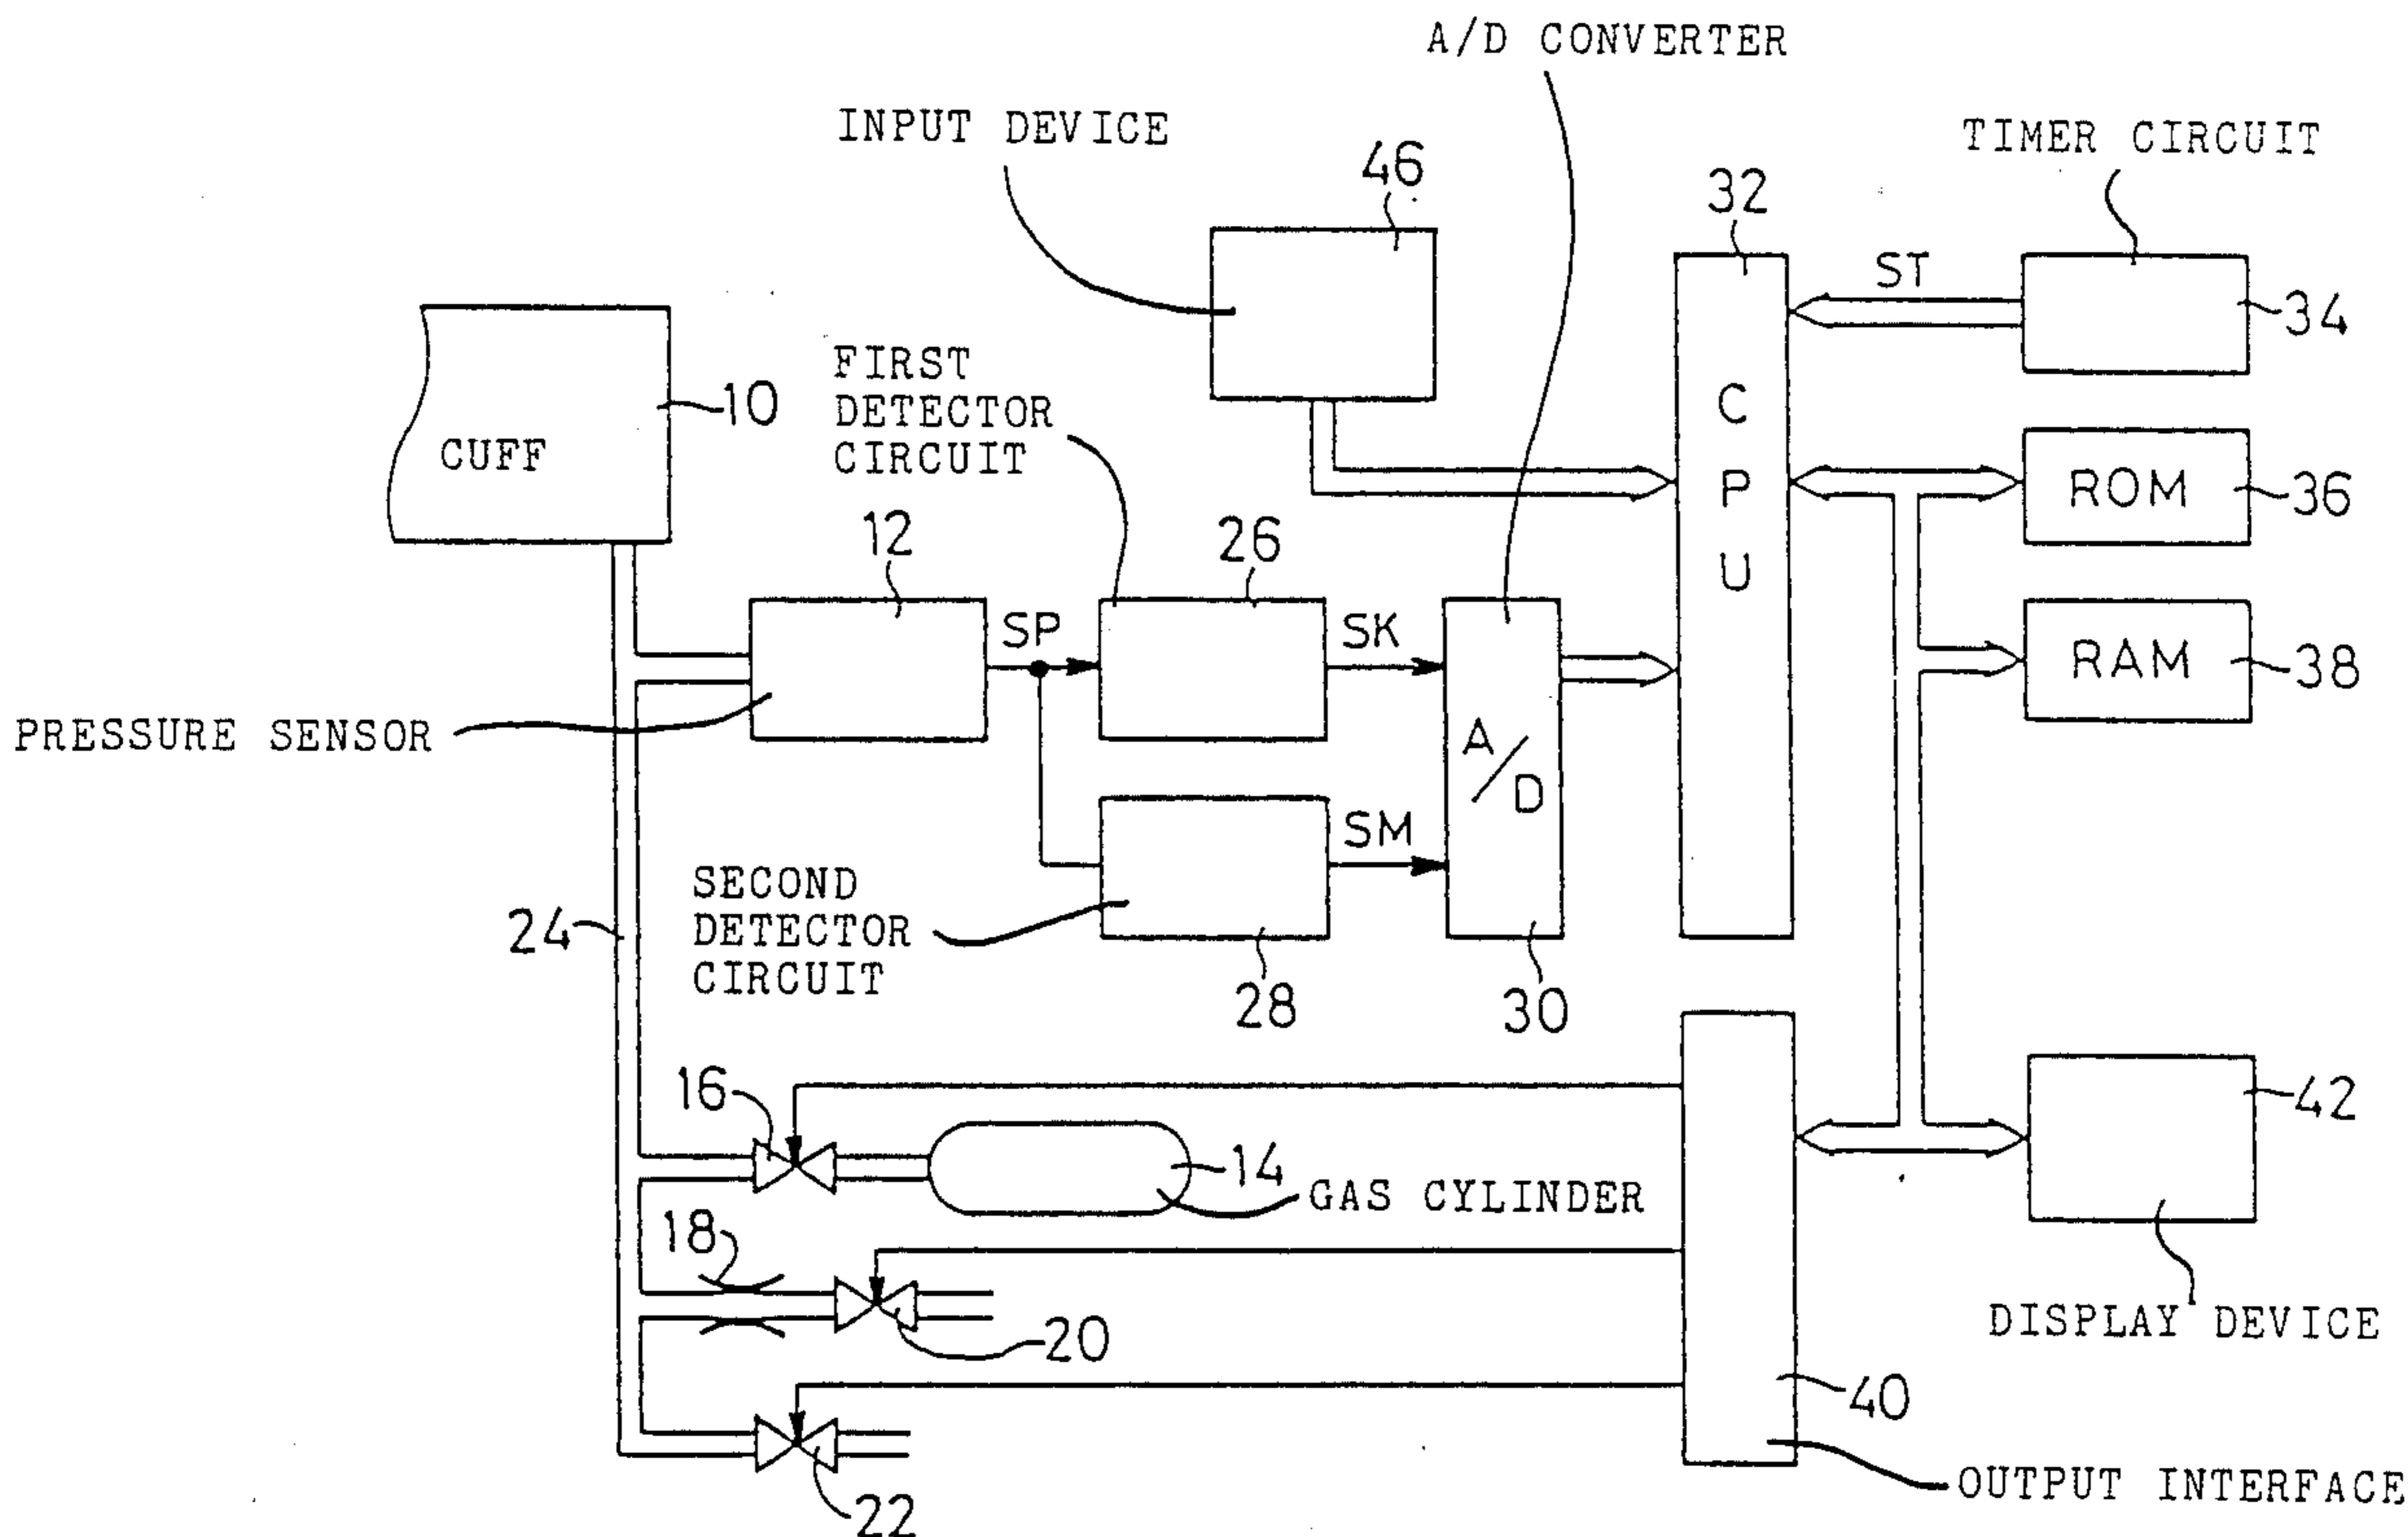 A/D CONVERTER
INPUT DEVICE
46
TIMER CIRCUIT
32
ST
34
FIRST
DETECTOR
CIRCUIT
10
CUFF
C
P
U
ROM
36
12
26
SP
SK
RAM
38
PRESSURE SENSOR
A/D
SECOND
DETECTOR
CIRCUIT
SM
24
28
30
16
42
14
GAS CYLINDER
18
20
DISPLAY DEVICE
40
22
OUTPUT INTERFACE